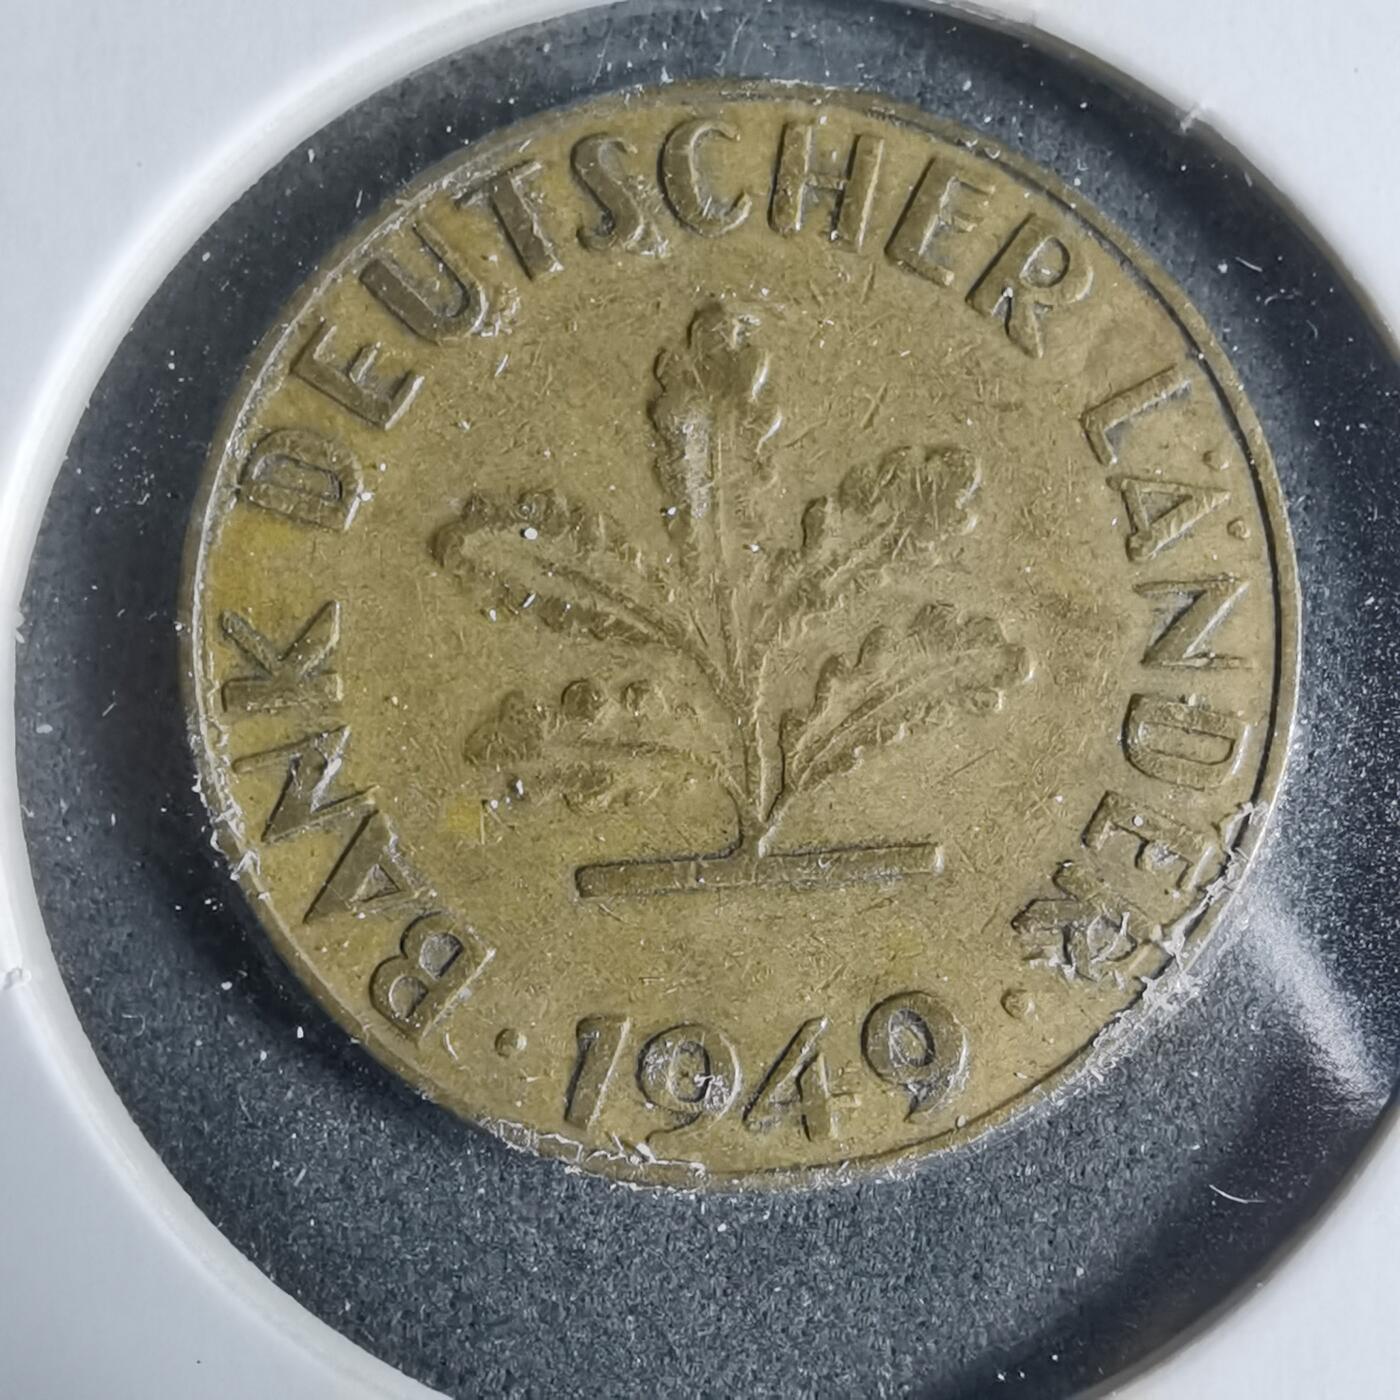 BANK DEUTSCHER LÄNDER
· 1949 ·